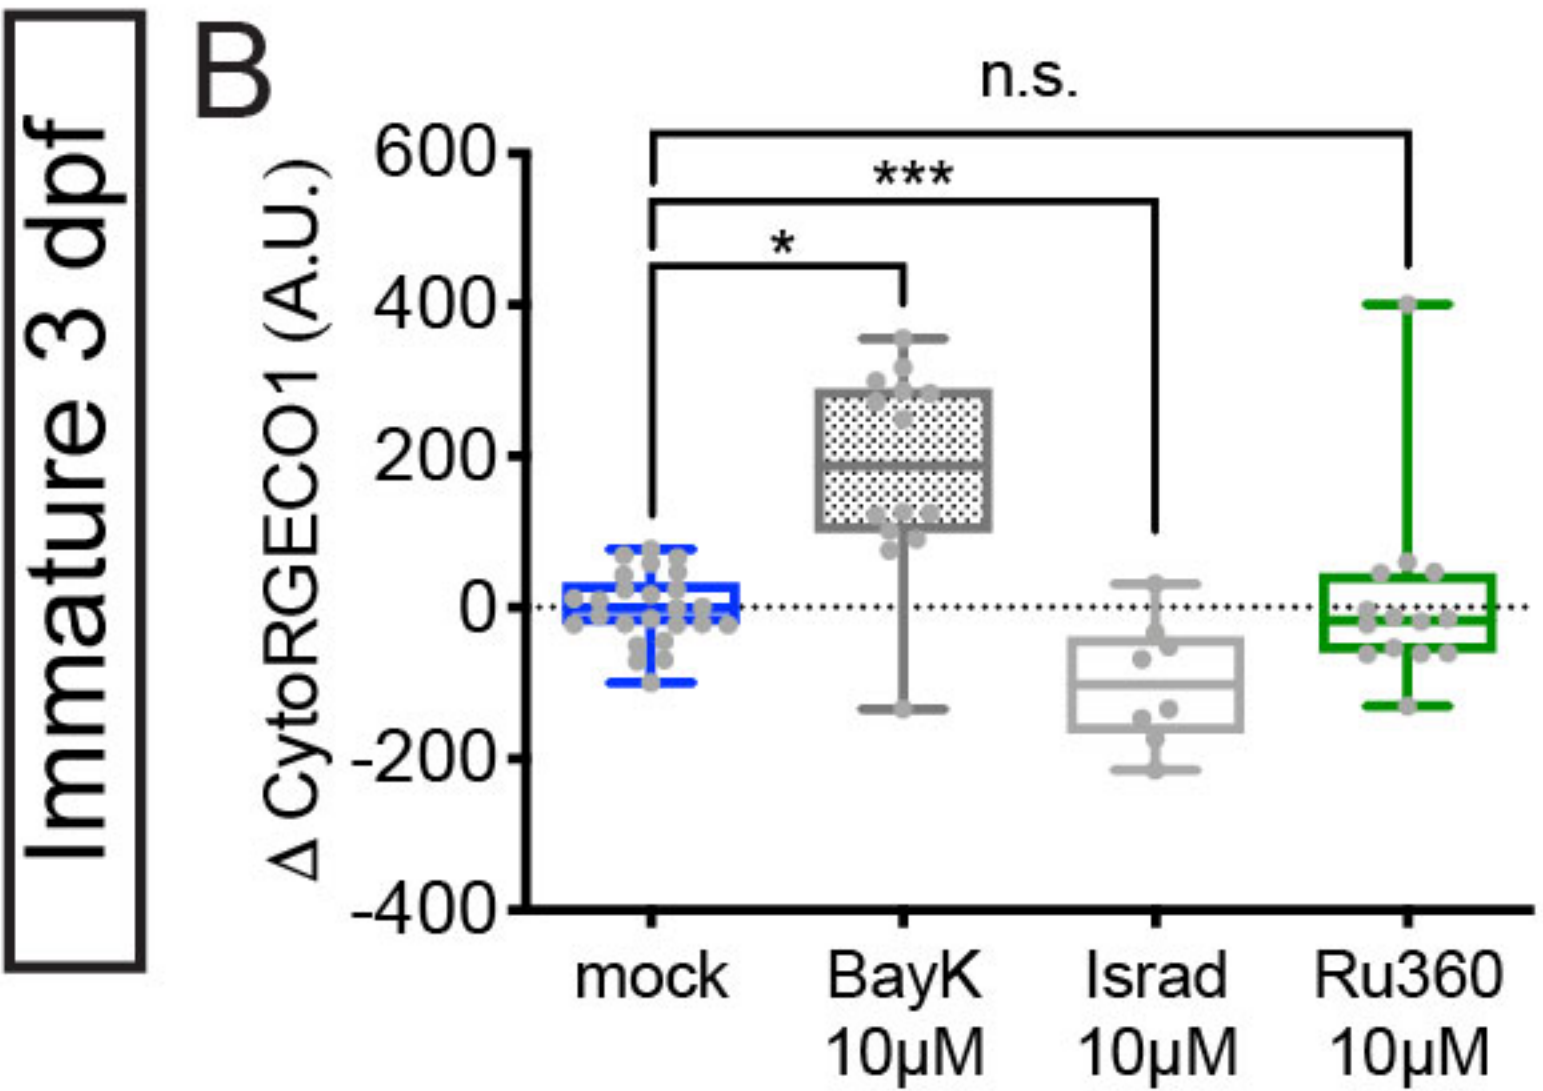 Immature 3 dpf
B
n.s.
***
*
Δ CytoRGECO1 (A.U.)
600
400
200
0
-200
-400
mock
BayK
10µM
Israd
10µM
Ru360
10µM